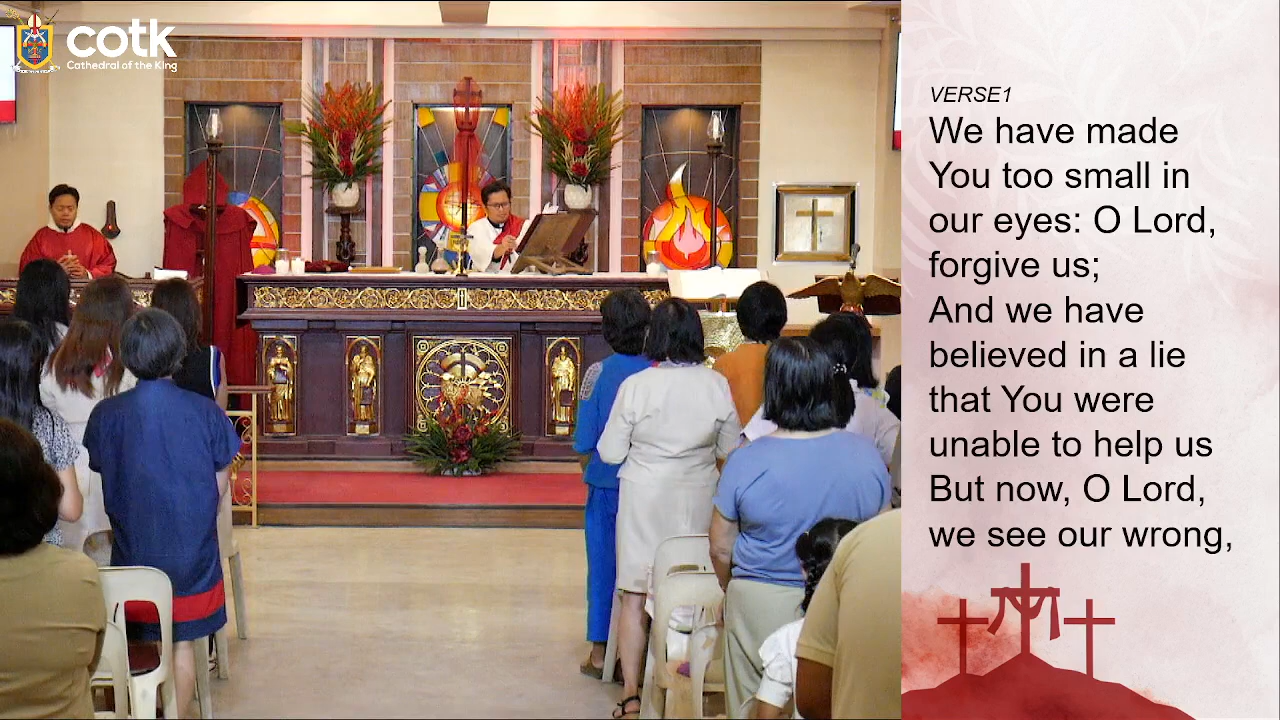 cotk
Cathedral of the King
VERSE1
We have made
You too small in
our eyes: O Lord,
forgive us;
And we have
believed in a lie
that You were
unable to help us
But now, O Lord,
we see our wrong,